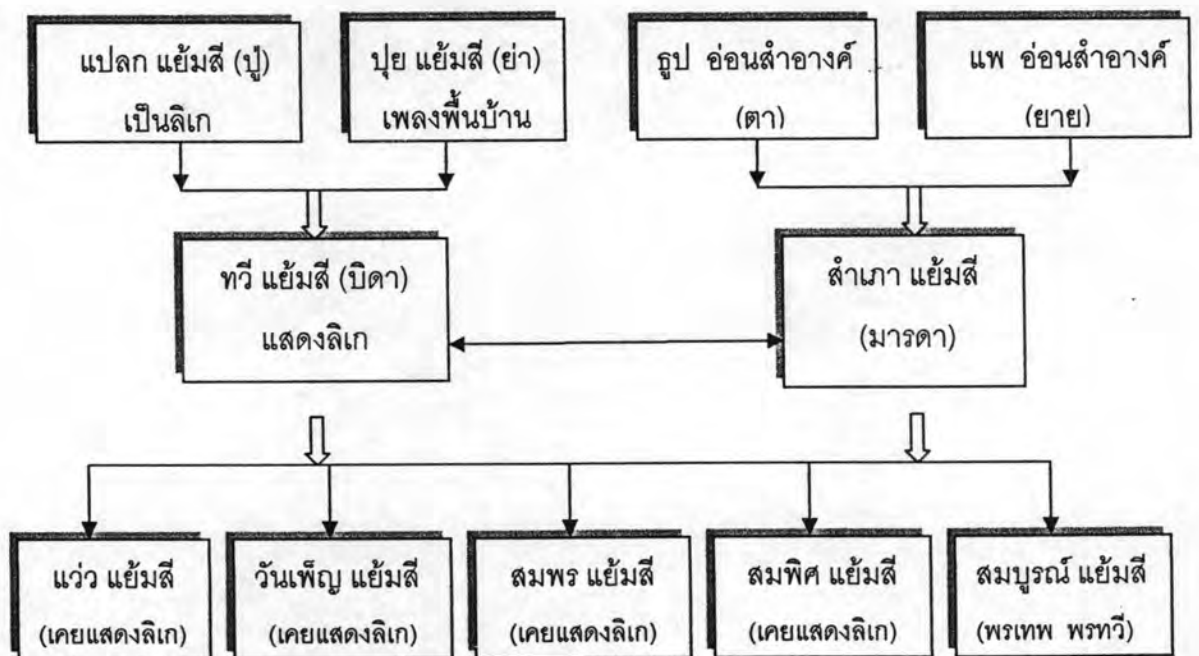 แปลก แย้มสี (ปู่)
เป็นลิเก
ปุย แย้มสี (ย่า)
เพลงพื้นบ้าน
ธูป อ่อนสำอางค์
(ตา)
แพ อ่อนสำอางค์
(ยาย)
ทวี แย้มสี (บิดา)
แสดงลิเก
สำเภา แย้มสี
(มารดา)
แว่ว แย้มสี
(เคยแสดงลิเก)
วันเพ็ญ แย้มสี
(เคยแสดงลิเก)
สมพร แย้มสี
(เคยแสดงลิเก)
สมพิศ แย้มสี
(เคยแสดงลิเก)
สมบูรณ์ แย้มสี
(พรเทพ พรทวี)